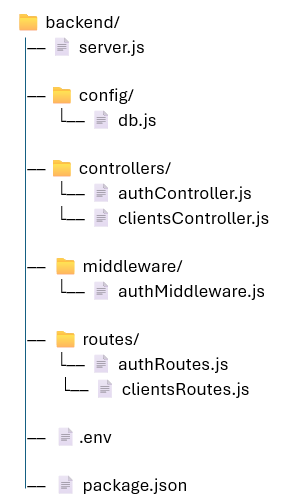 backend/
server.js
config/
db.js
controllers/
authController.js
clientsController.js
middleware/
authMiddleware.js
routes/
authRoutes.js
clientsRoutes.js
.env
package.json